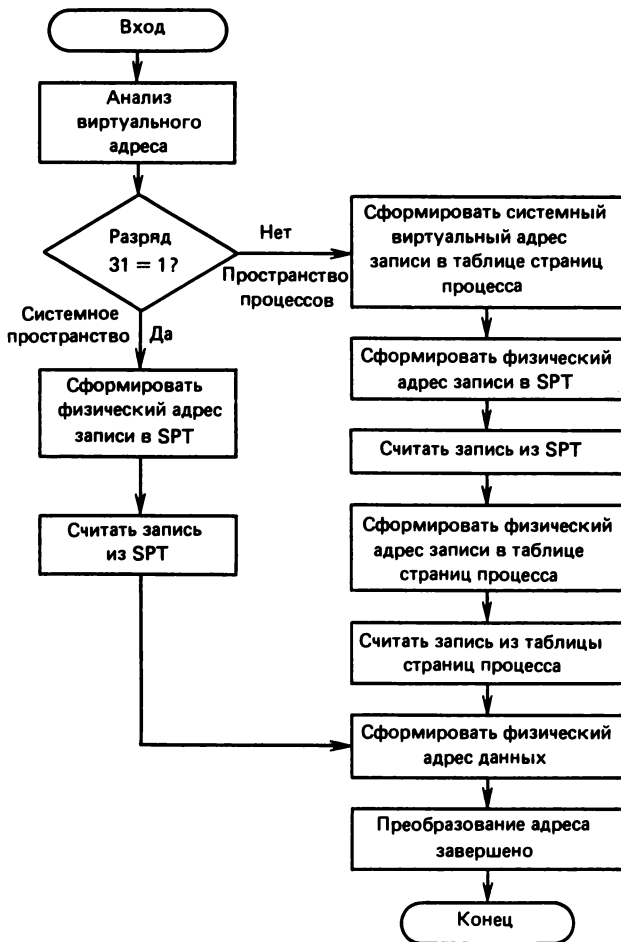 Вход
Анализ
виртуального
адреса
Разряд
31 = 1?
Нет
Пространство
процессов
Системное
пространство
Да
Сформировать
физический адрес
записи в SPT
Считать запись
из SPT
Сформировать системный
виртуальный адрес
записи в таблице страниц
процесса
Сформировать физический
адрес записи в SPT
Считать запись из SPT
Сформировать физический
адрес записи в таблице
страниц процесса
Считать запись из таблицы
страниц процесса
Сформировать физический
адрес данных
Преобразование адреса
завершено
Конец